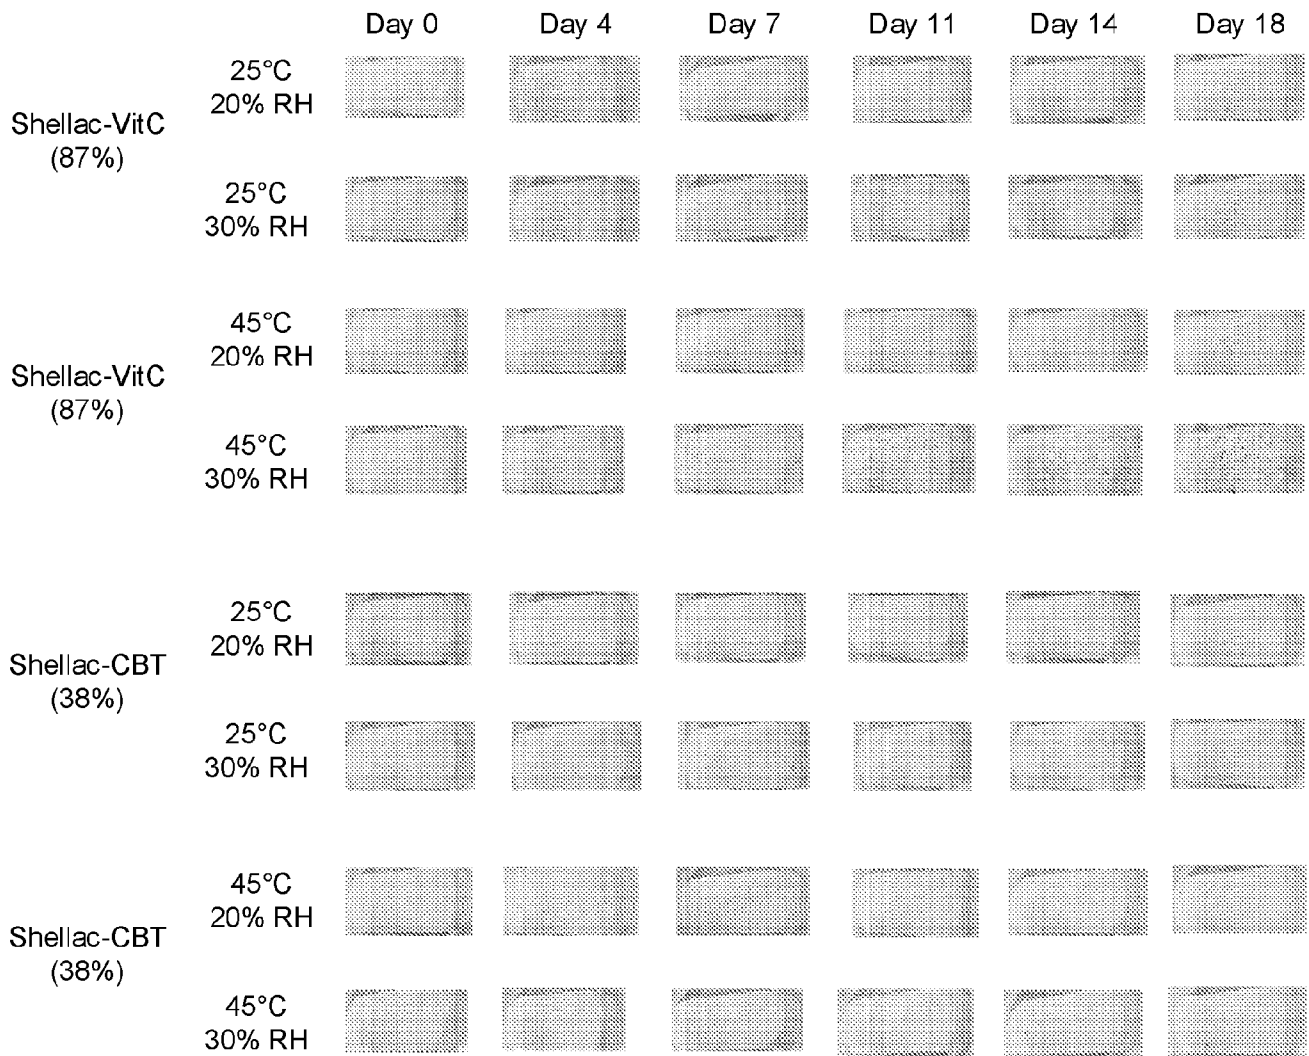 Day 0 Day 4 Day 7 Day 11 Day 14 Day 18
25°C
20% RH
Shellac-VitC
(87%)
25°C
30% RH
45°C
20% RH
Shellac-VitC
(87%)
45°C
30% RH
25°C
20% RH
Shellac-CBT
(38%)
25°C
30% RH
45°C
20% RH
Shellac-CBT
(38%)
45°C
30% RH